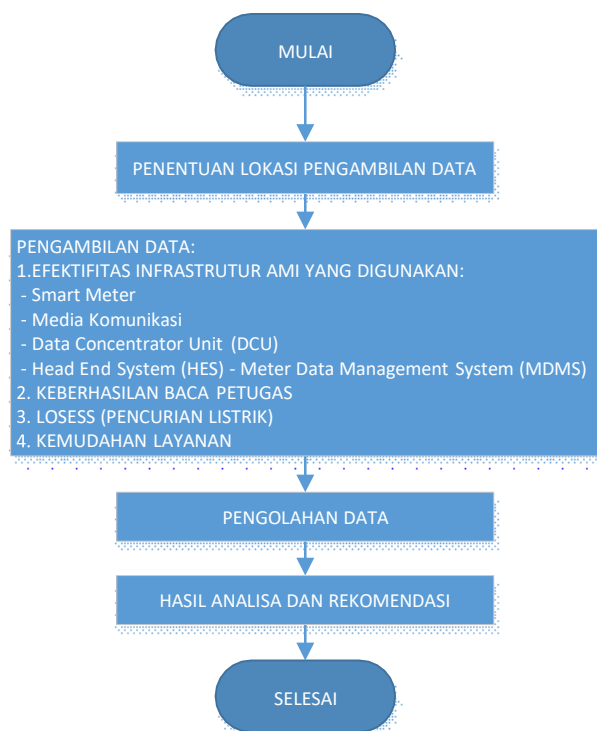 MULAI
PENENTUAN LOKASI PENGAMBILAN DATA
PENGAMBILAN DATA:
1.EFEKTIFITAS INFRASTRUTUR AMI YANG DIGUNAKAN:
- Smart Meter
- Media Komunikasi
- Data Concentrator Unit (DCU)
- Head End System (HES) - Meter Data Management System (MDMS)
2. KEBERHASILAN BACA PETUGAS
3. LOSESS (PENCURIAN LISTRIK)
4. KEMUDAHAN LAYANAN
PENGOLAHAN DATA
HASIL ANALISA DAN REKOMENDASI
SELESAI